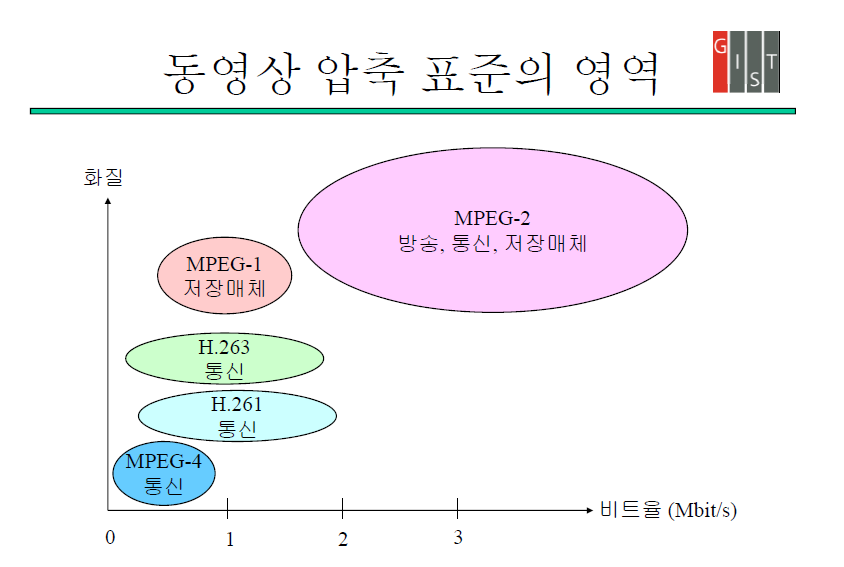 동영상 압축 표준의 영역
GIST
화질
MPEG-2
방송, 통신, 저장매체
MPEG-1
저장매체
H.263
통신
H.261
통신
MPEG-4
통신
비트율 (Mbit/s)
0
1
2
3